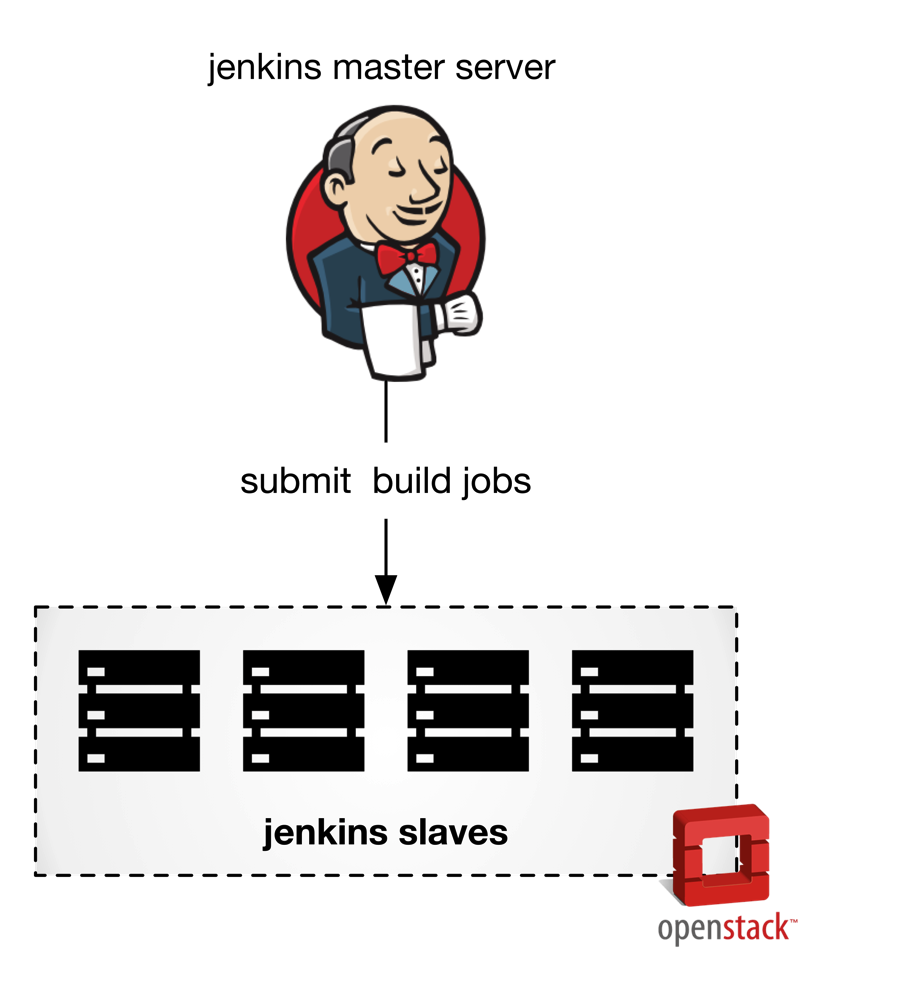 jenkins master server
submit build jobs
jenkins slaves
openstack™